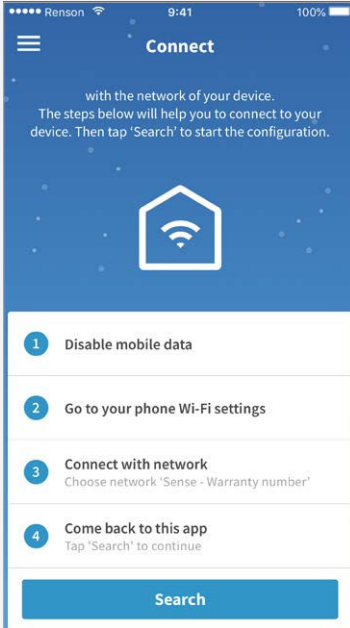 Renson 9:41 100%
Connect
with the network of your device.
The steps below will help you to connect to your
device. Then tap ‘Search’ to start the configuration.
1 Disable mobile data
2 Go to your phone Wi-Fi settings
3 Connect with network
Choose network ‘Sense - Warranty number’
4 Come back to this app
Tap ‘Search’ to continue
Search